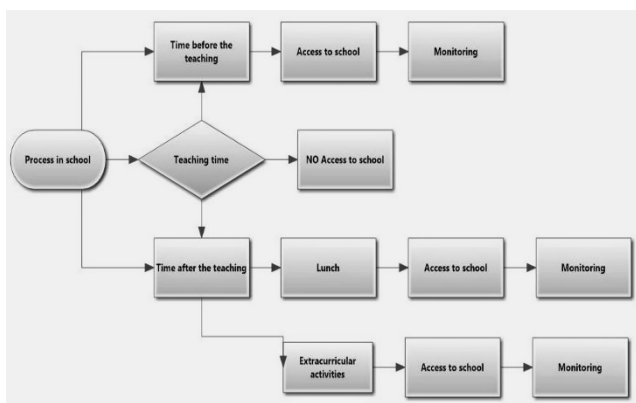 Time before the
teaching
Access to school
Monitoring
Process in school
Teaching time
NO Access to school
Time after the teaching
Lunch
Access to school
Monitoring
Extracurricular
activities
Access to school
Monitoring